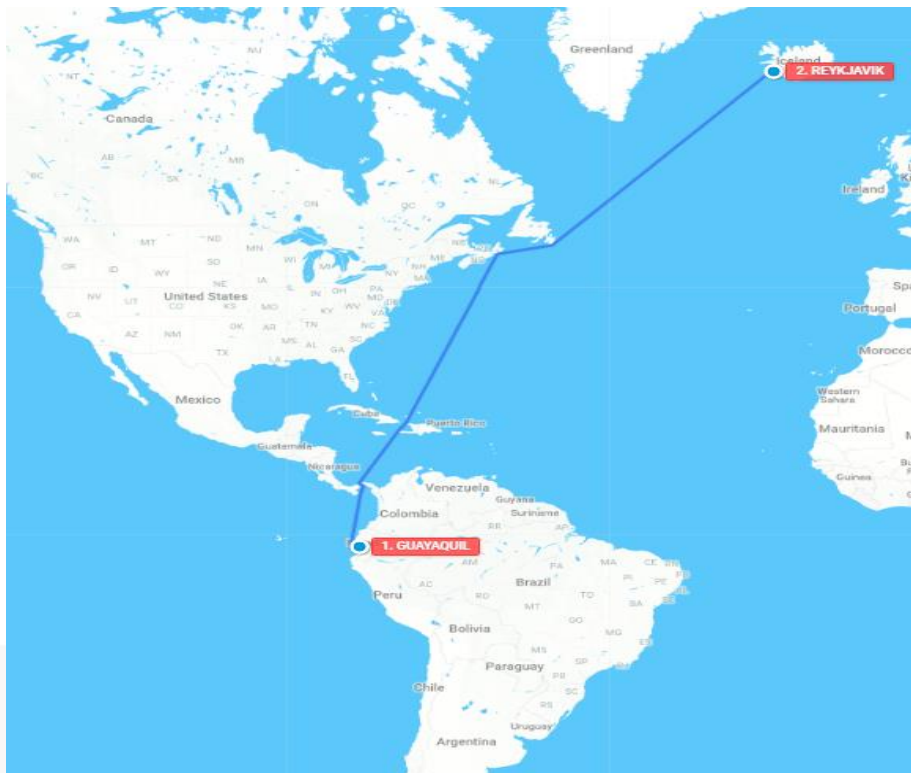 Greenland
Iceland
2. REYKJAVIK
NU
NT
Canada
AB
MB
BC
SK
ON
QC
NL
Ireland
NB
ME
WA
MT
ND
MN
OR
ID
WY
SD
WI
MI
NY
NH
MA
NV
UT
CO
NE
IA
IL
IN
OH
PA
MD
United States
CA
KS
MO
KY
WV
VA
Portugal
AZ
NM
OK
AR
TN
NC
MS
AL
GA
SC
TX
LA
FL
Morocco
Mexico
Western
Sahara
Cuba
Puerto Rico
Mauritania
Guatemala
Nicaragua
Guinea
Venezuela
Guyana
Suriname
Colombia
RR
AP
1. GUAYAQUIL
AM
PA
MA
CE
AC
Brazil
PI
PE
Peru
RO
TO
MT
BA
GO
Bolivia
MG
MS
Paraguay
SP
PR
Chile
SC
RS
Uruguay
Argentina